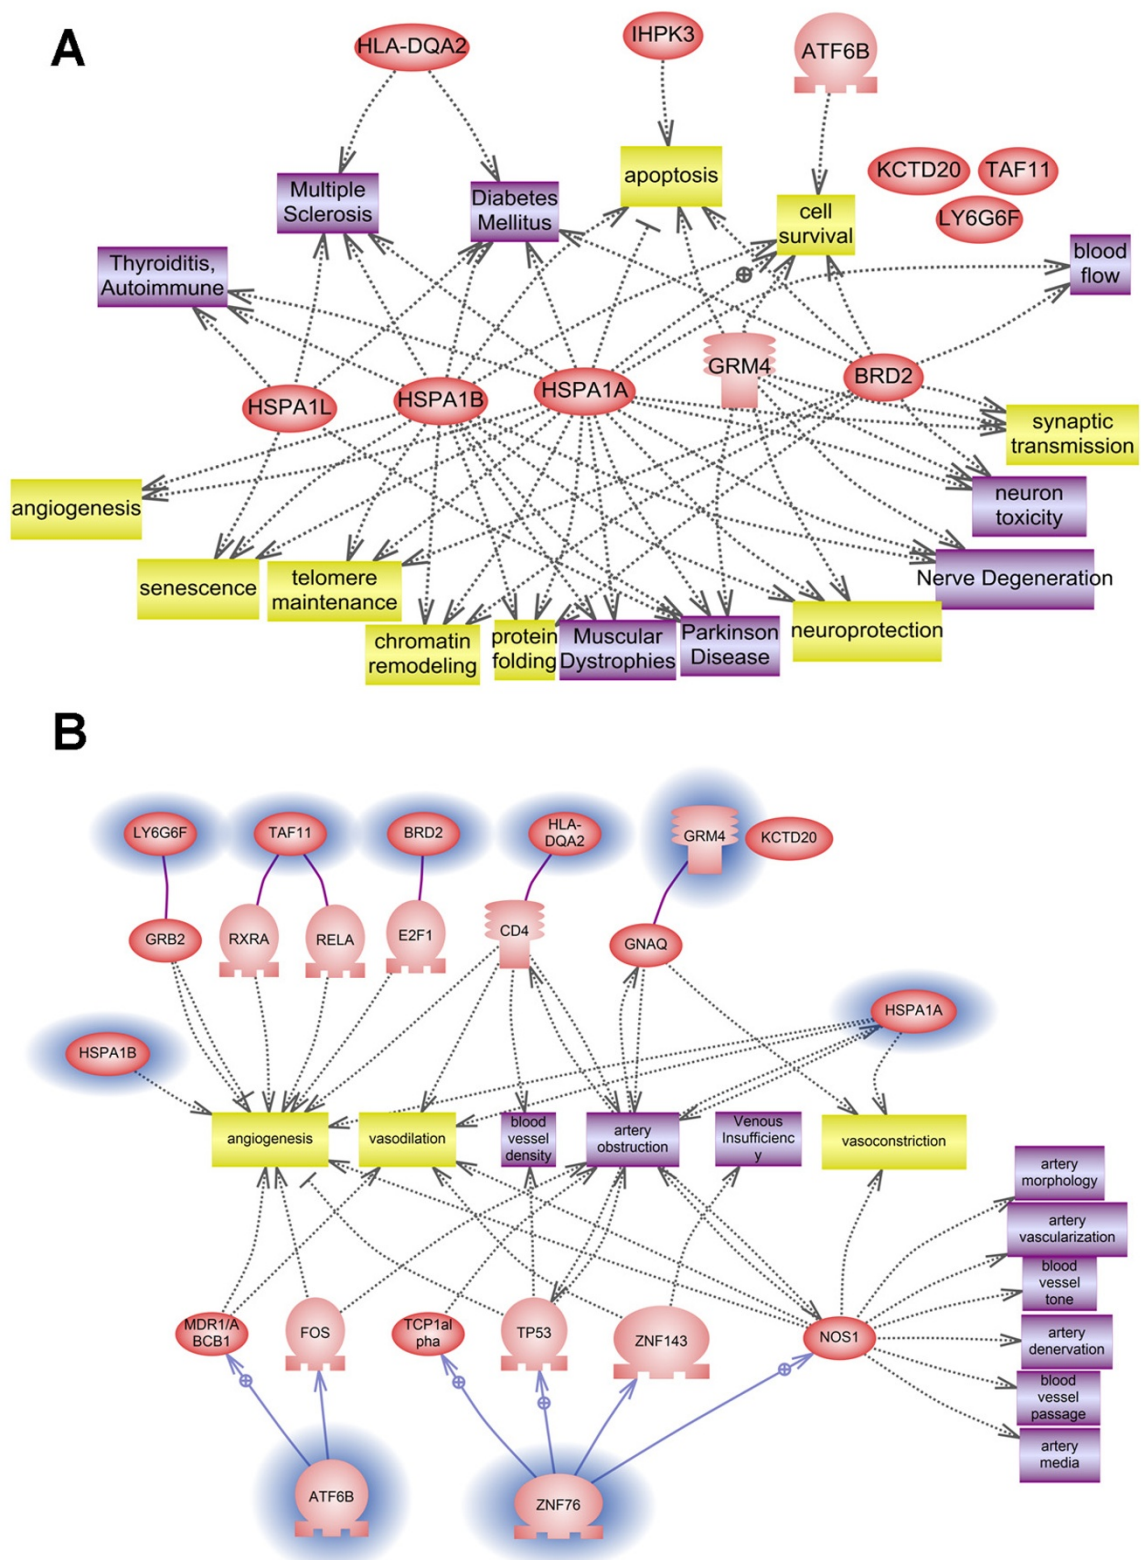 A
HLA-DQA2
IHPK3
ATF6B
KCTD20
TAF11
LY6G6F
Multiple
Sclerosis
Diabetes
Mellitus
apoptosis
cell
survival
blood
flow
Thyroiditis,
Autoimmune
HSPA1L
HSPA1B
HSPA1A
GRM4
BRD2
synaptic
transmission
angiogenesis
neuron
toxicity
senescence
telomere
maintenance
Nerve Degeneration
chromatin
remodeling
protein
folding
Muscular
Dystrophies
Parkinson
Disease
neuroprotection
B
LY6G6F
TAF11
BRD2
HLA-
DQA2
GRM4
KCTD20
GRB2
RXRA
RELA
E2F1
CD4
GNAQ
HSPA1B
HSPA1A
angiogenesis
vasodilation
blood
vessel
density
artery
obstruction
Venous
Insufficienc
y
vasoconstriction
artery
morphology
artery
vascularization
blood
vessel
tone
artery
denervation
blood
vessel
passage
artery
media
MDR1/A
BCB1
FOS
TCP1al
pha
TP53
ZNF143
NOS1
ATF6B
ZNF76